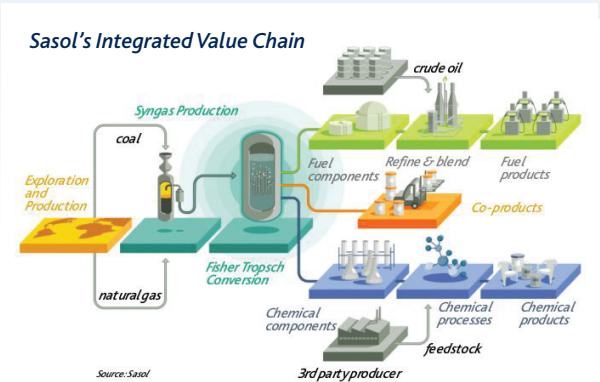 Sasol's Integrated Value Chain
crude oil
Syngas Production
coal
Fuel
components
Refine & blend
Fuel
products
Exploration
and
Production
Co-products
Fisher Tropsch
Conversion
natural gas
Chemical
components
Chemical
processes
Chemical
products
feedstock
Source:Sasol
3rd party producer